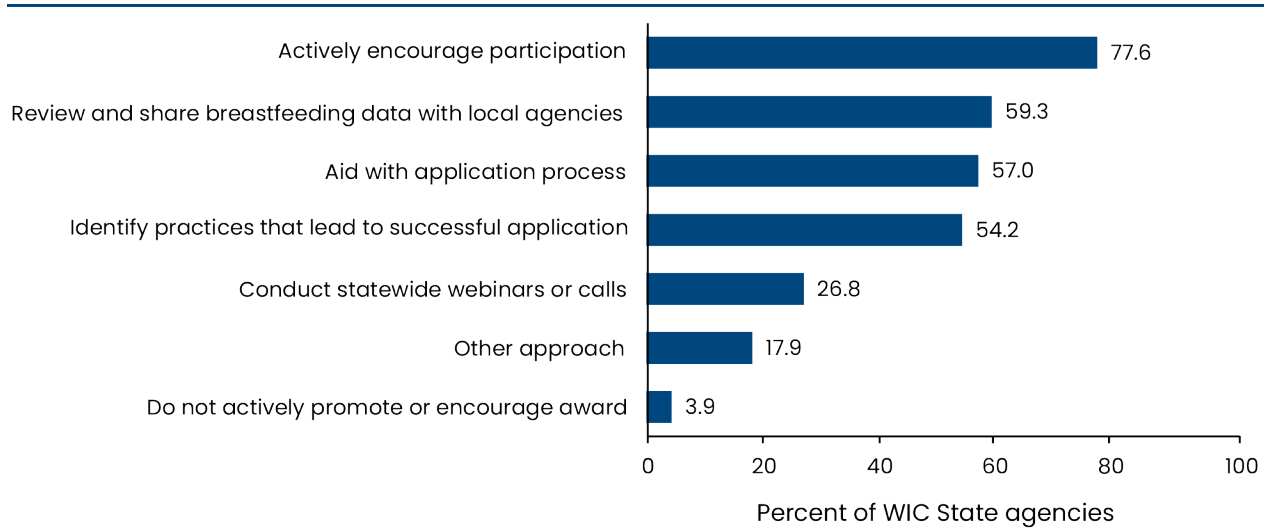 Actively encourage participation 77.6
Review and share breastfeeding data with local agencies 59.3
Aid with application process 57.0
Identify practices that lead to successful application 54.2
Conduct statewide webinars or calls 26.8
Other approach 17.9
Do not actively promote or encourage award 3.9
0 20 40 60 80 100
Percent of WIC State agencies